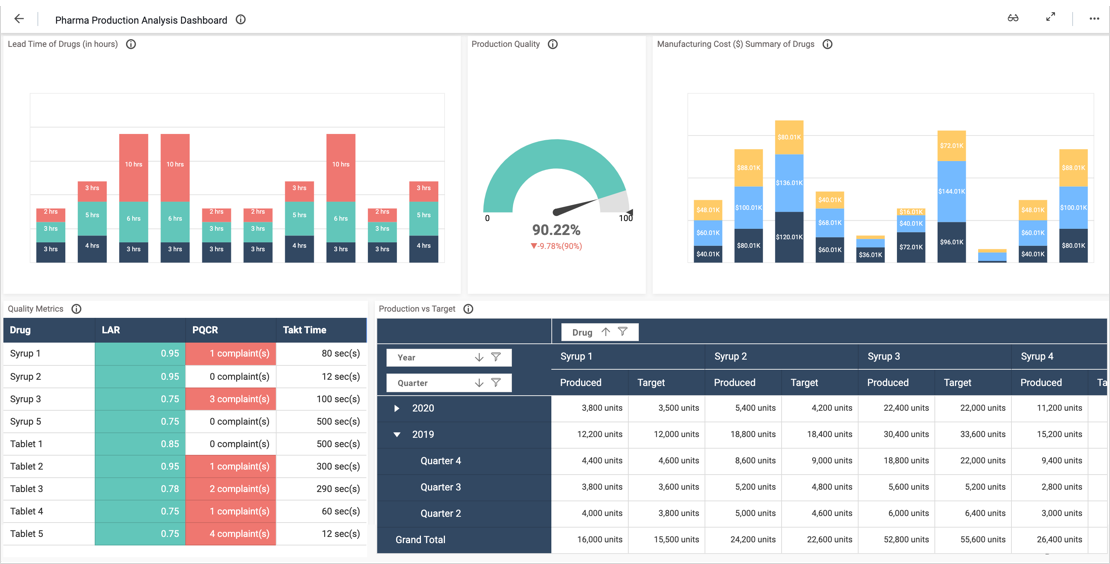 Pharma Production Analysis Dashboard
Lead Time of Drugs (in hours)
2 hrs 3 hrs 3 hrs
3 hrs 5 hrs 4 hrs
10 hrs 6 hrs 3 hrs
10 hrs 6 hrs 3 hrs
2 hrs 3 hrs 3 hrs
2 hrs 3 hrs 3 hrs
3 hrs 5 hrs 4 hrs
10 hrs 6 hrs 3 hrs
2 hrs 3 hrs 3 hrs
3 hrs 5 hrs 4 hrs
Production Quality
0 100
90.22%
▼-9.78%(90%)
Manufacturing Cost ($) Summary of Drugs
$48.01K $60.01K $40.01K
$88.01K $100.01K $80.01K
$80.01K $136.01K $120.01K
$40.01K $68.01K $60.01K
$36.01K
$16.01K $40.01K $72.01K
$72.01K $144.01K $96.01K
$48.01K $60.01K $40.01K
$88.01K $100.01K $80.01K
Quality Metrics
Drug LAR PQCR Takt Time
Syrup 1 0.95 1 complaint(s) 80 sec(s)
Syrup 2 0.95 0 complaint(s) 12 sec(s)
Syrup 3 0.75 3 complaint(s) 100 sec(s)
Syrup 5 0.75 0 complaint(s) 500 sec(s)
Tablet 1 0.85 0 complaint(s) 500 sec(s)
Tablet 2 0.95 1 complaint(s) 300 sec(s)
Tablet 3 0.78 2 complaint(s) 290 sec(s)
Tablet 4 0.75 1 complaint(s) 60 sec(s)
Tablet 5 0.75 4 complaint(s) 12 sec(s)
Production vs Target
Drug
Year Syrup 1 Syrup 2 Syrup 3 Syrup 4
Quarter Produced Target Produced Target Produced Target Produced Ta
2020 3,800 units 3,500 units 5,400 units 4,200 units 22,400 units 22,000 units 11,200 units
2019 12,200 units 12,000 units 18,800 units 18,400 units 30,400 units 33,600 units 15,200 units
Quarter 4 4,400 units 4,600 units 8,600 units 9,000 units 18,800 units 22,000 units 9,400 units
Quarter 3 3,800 units 3,600 units 5,200 units 4,800 units 5,600 units 5,200 units 2,800 units
Quarter 2 4,000 units 3,800 units 5,000 units 4,600 units 6,000 units 6,400 units 3,000 units
Grand Total 16,000 units 15,500 units 24,200 units 22,600 units 52,800 units 55,600 units 26,400 units